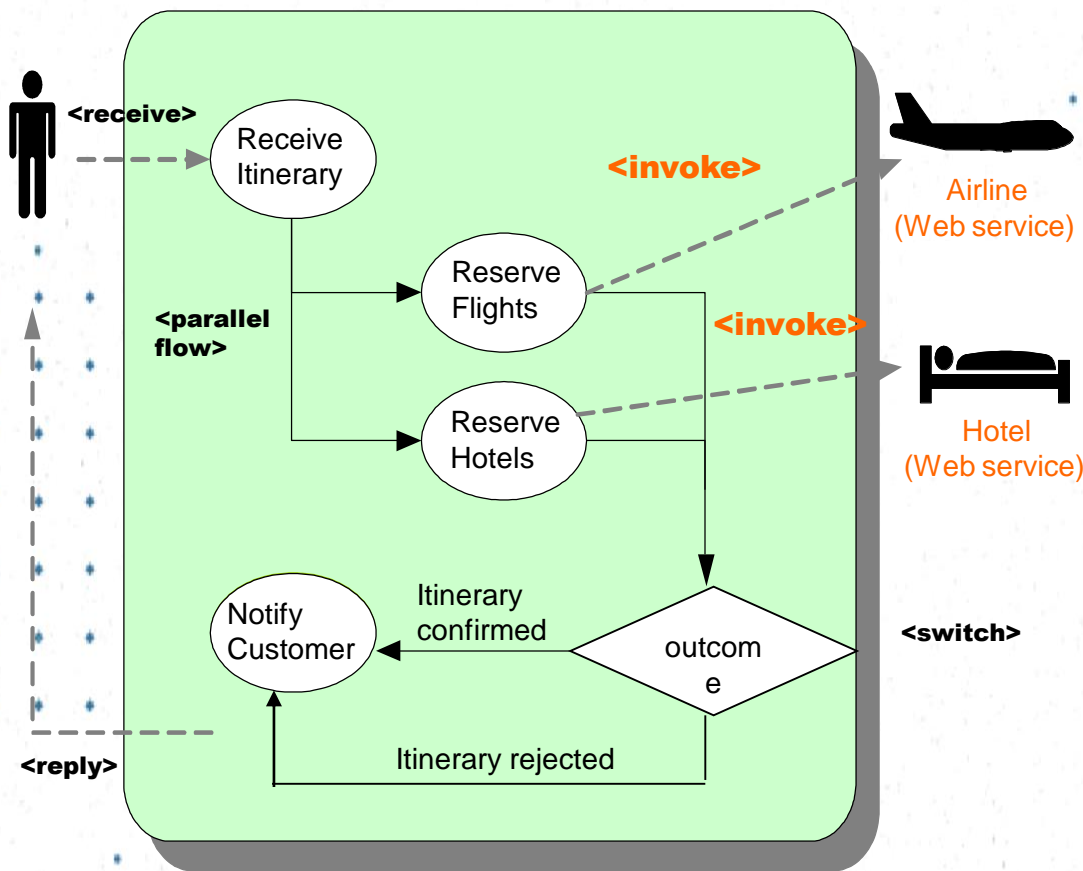 <receive>
Receive
Itinerary
<invoke>
Airline
(Web service)
Reserve
Flights
<parallel
flow>
<invoke>
Reserve
Hotels
Hotel
(Web service)
Notify
Customer
Itinerary
confirmed
outcom
e
<switch>
Itinerary rejected
<reply>